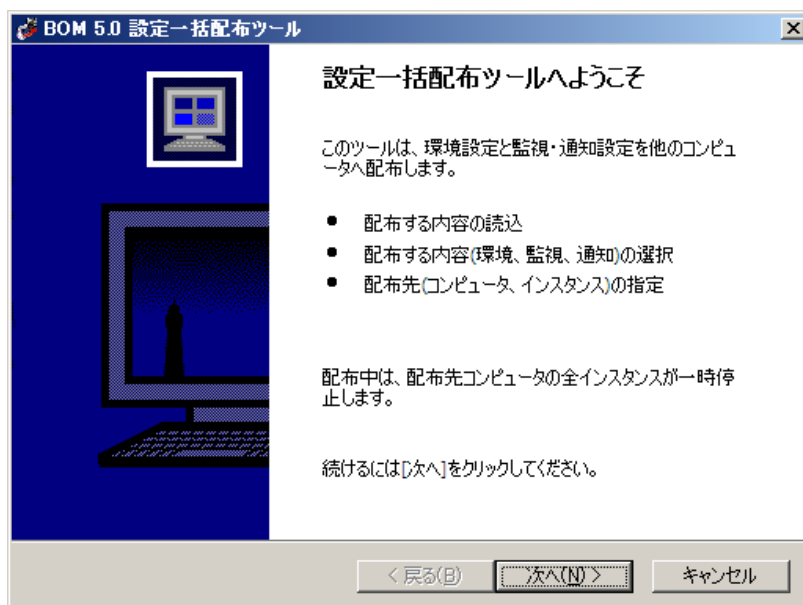 BOM 5.0 設定一括配布ツール
設定一括配布ツールへようこそ
このツールは、環境設定と監視・通知設定を他のコンピュ
ータへ配布します。
● 配布する内容の読込
● 配布する内容(環境、監視、通知)の選択
● 配布先(コンピュータ、インスタンス)の指定
配布中は、配布先コンピュータの全インスタンスが一時停
止します。
続けるには[次へ]をクリックしてください。
< 戻る(B) 次へ(N) > キャンセル